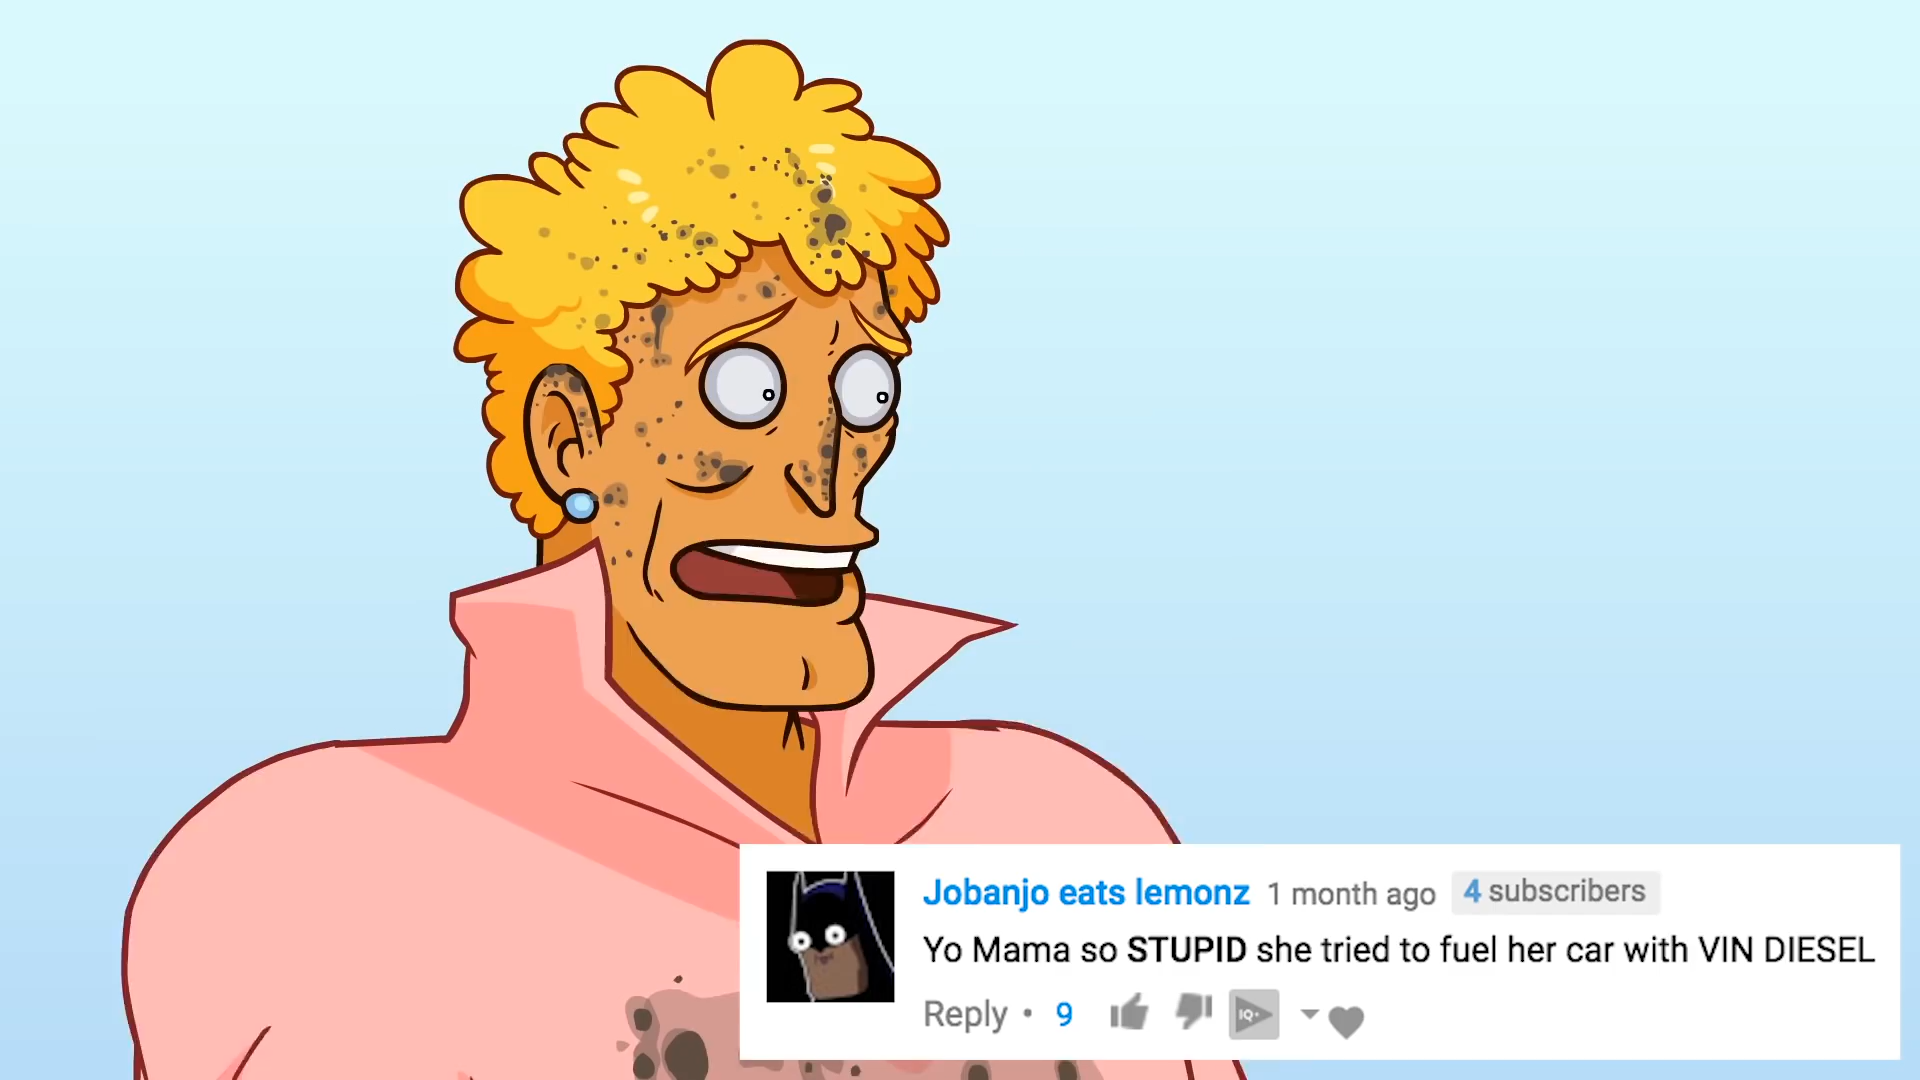 Jobanjo eats lemonz 1 month ago 4 subscribers
Yo Mama so STUPID she tried to fuel her car with VIN DIESEL
Reply • 9 IQ+